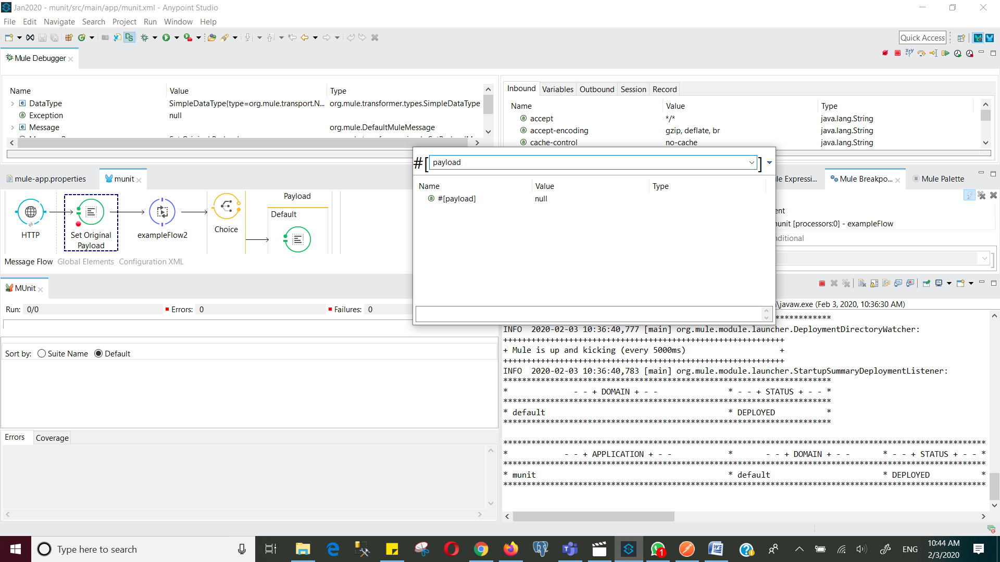 Jan2020 - munit/src/main/app/munit.xml - Anypoint Studio
File Edit Navigate Search Project Run Window Help
Quick Access
Mule Debugger
Name Value Type
DataType SimpleDataType{type=org.mule.transport.N... org.mule.transformer.types.SimpleDataType
Exception null
Message org.mule.DefaultMuleMessage
Inbound Variables Outbound Session Record
Name Value Type
accept */* java.lang.String
accept-encoding gzip, deflate, br java.lang.String
cache-control no-cache java.lang.String
#[ payload ]
Name Value Type
#[payload] null
mule-app.properties munit
HTTP
Set Original
Payload
exampleFlow2
Choice
Payload
Default
Message Flow Global Elements Configuration XML
le Expressi... Mule Breakpo... Mule Palette
ent
unit [processors:0] - exampleFlow
ditional
]
MUnit
Run: 0/0 Errors: 0 Failures: 0
Sort by: Suite Name Default
Errors Coverage
\javaw.exe (Feb 3, 2020, 10:36:30 AM)
************
INFO 2020-02-03 10:36:40,777 [main] org.mule.module.launcher.DeploymentDirectoryWatcher:
++++++++++++++++++++++++++++++++++++++++++++++++++++++++++++
+ Mule is up and kicking (every 5000ms) +
++++++++++++++++++++++++++++++++++++++++++++++++++++++++++++
INFO 2020-02-03 10:36:40,783 [main] org.mule.module.launcher.StartupSummaryDeploymentListener:
**********************************************************************
* - - + DOMAIN + - - * - - + STATUS + - - *
**********************************************************************
* default * DEPLOYED *
**********************************************************************
*******************************************************************************************************
* - - + APPLICATION + - - * - - + DOMAIN + - - * - - + STATUS + - - *
*******************************************************************************************************
* munit * default * DEPLOYED *
*******************************************************************************************************
Type here to search
1
ENG
10:44 AM
2/3/2020